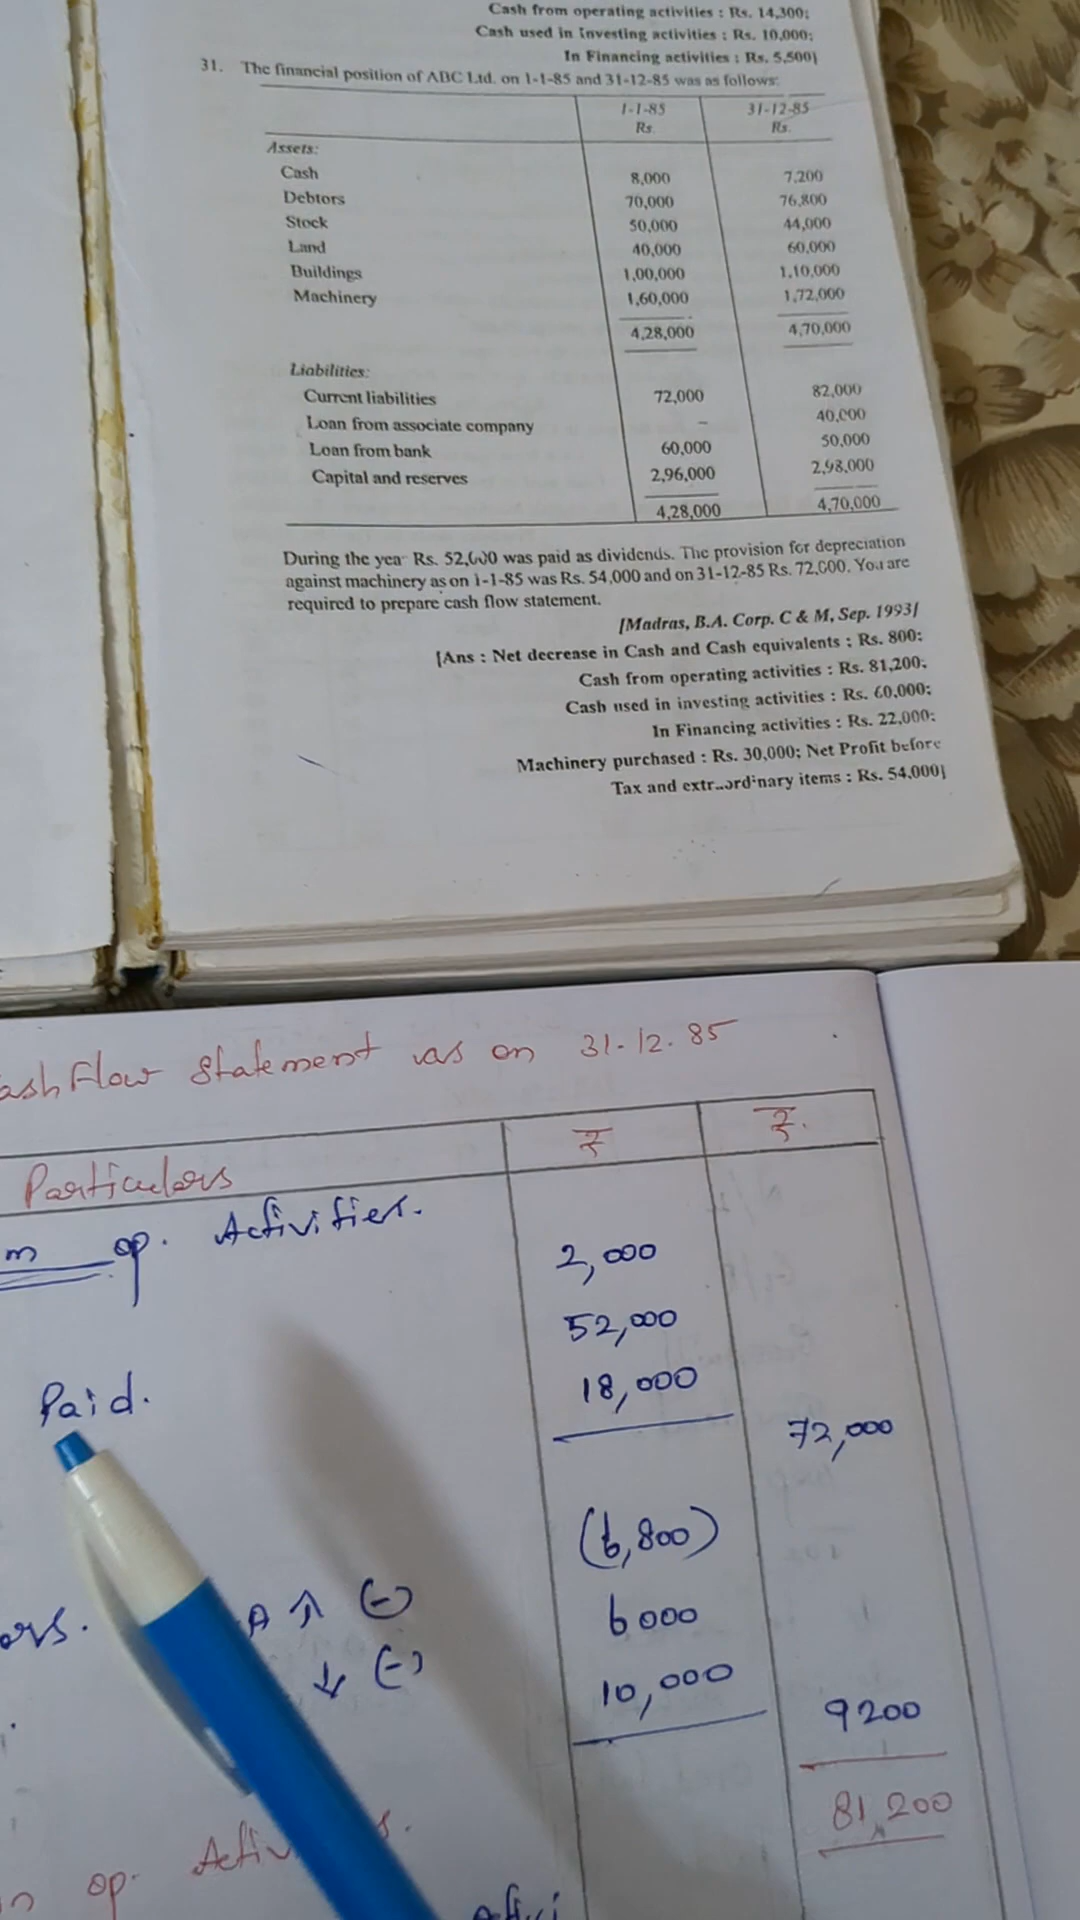 Cash from operating activities : Rs. 14,300;
Cash used in Investing activities : Rs. 10,000;
In Financing activities : Rs. 5,500]
31. The financial position of ABC Ltd. on 1-1-85 and 31-12-85 was as follows:
1-1-85 31-12-85
Rs. Rs.
Assets:
Cash 8,000 7,200
Debtors 70,000 76,800
Stock 50,000 44,000
Land 40,000 60,000
Buildings 1,00,000 1,10,000
Machinery 1,60,000 1,72,000
4,28,000 4,70,000
Liabilities:
Current liabilities 72,000 82,000
Loan from associate company – 40,000
Loan from bank 60,000 50,000
Capital and reserves 2,96,000 2,98,000
4,28,000 4,70,000
During the year Rs. 52,000 was paid as dividends. The provision for depreciation
against machinery as on 1-1-85 was Rs. 54,000 and on 31-12-85 Rs. 72,000. You are
required to prepare cash flow statement.
[Madras, B.A. Corp. C & M, Sep. 1993]
[Ans : Net decrease in Cash and Cash equivalents : Rs. 800;
Cash from operating activities : Rs. 81,200;
Cash used in investing activities : Rs. 60,000;
In Financing activities : Rs. 22,000;
Machinery purchased : Rs. 30,000; Net Profit before
Tax and extraordinary items : Rs. 54,000]
ash Flow Statement as on 31-12-85
Particulars ₹ ₹.
m op. Activities.
2,000
52,000
Paid. 18,000
72,000
(6,800)
ors. A ↑ (-) 6000
↓ (-) 10,000
9200
81,200
op. Activ s.